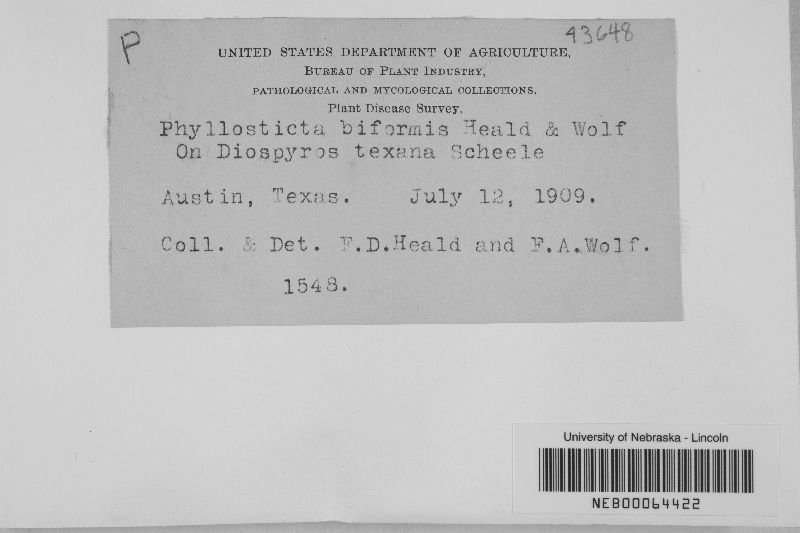 P
43648
UNITED STATES DEPARTMENT OF AGRICULTURE,
BUREAU OF PLANT INDUSTRY,
PATHOLOGICAL AND MYCOLOGICAL COLLECTIONS,
Plant Disease Survey.
Phyllosticta biformis Heald & Wolf
On Diospyros texana Scheele
Austin, Texas. July 12, 1909.
Coll. & Det. F.D.Heald and F.A.Wolf.
1548.
University of Nebraska - Lincoln
NEB00064422